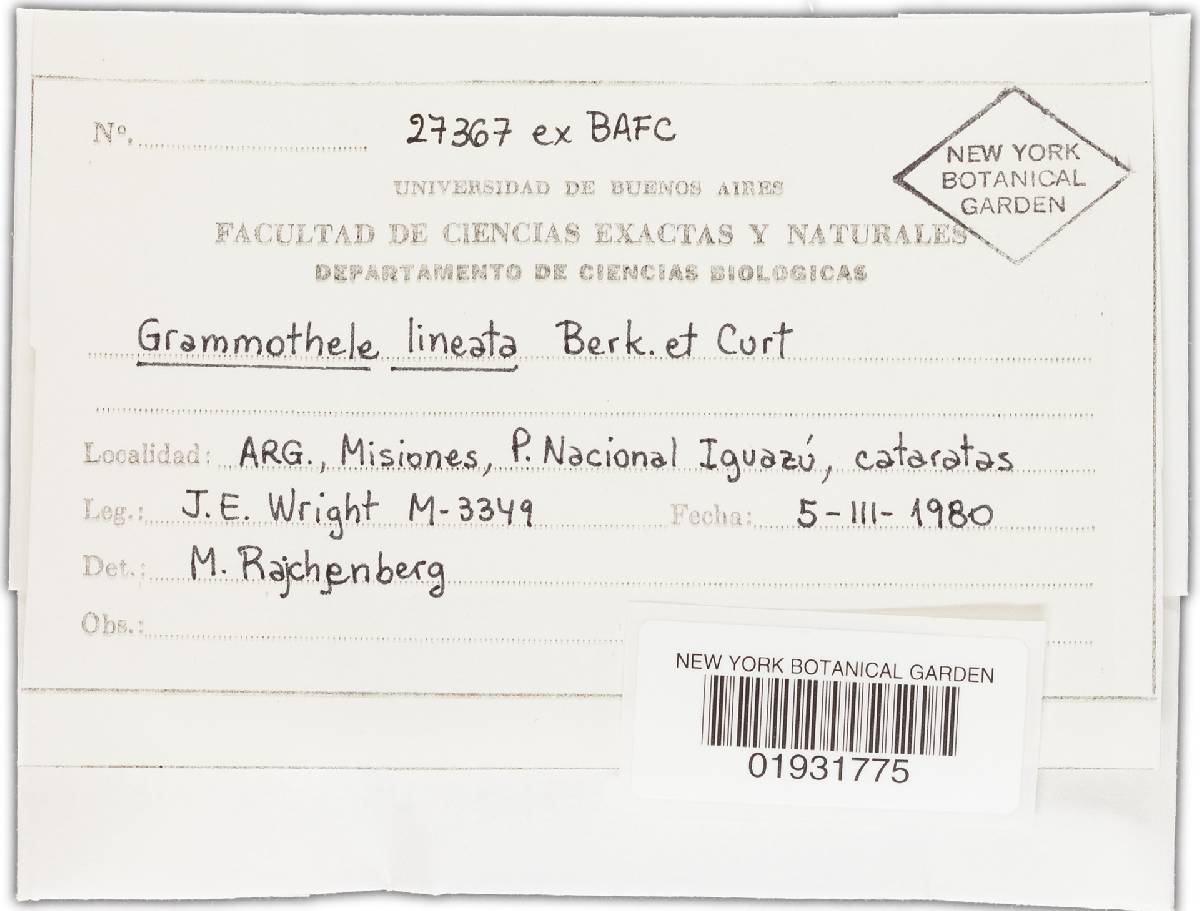 Nº. 27367 ex BAFC
NEW YORK
BOTANICAL
GARDEN
UNIVERSIDAD DE BUENOS AIRES
FACULTAD DE CIENCIAS EXACTAS Y NATURALES
DEPARTAMENTO DE CIENCIAS BIOLOGICAS
Grammothele lineata Berk. et Curt
Localidad: ARG., Misiones, P. Nacional Iguazú, cataratas
Leg.: J.E. Wright M-3349 Fecha: 5-III-1980
Det.: M. Rajchenberg
Obs.:
NEW YORK BOTANICAL GARDEN
01931775